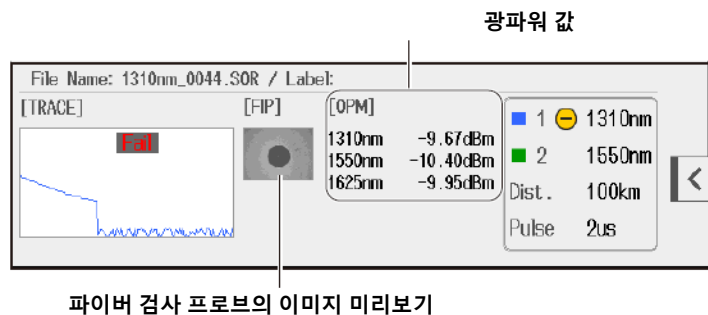 광파워 값
File Name: 1310nm_0044.SOR / Label:
[TRACE] [FIP] [OPM]
Fail
1310nm -9.67dBm
1550nm -10.40dBm
1625nm -9.95dBm
1 1310nm
2 1550nm
Dist. 100km
Pulse 2us
파이버 검사 프로브의 이미지 미리보기